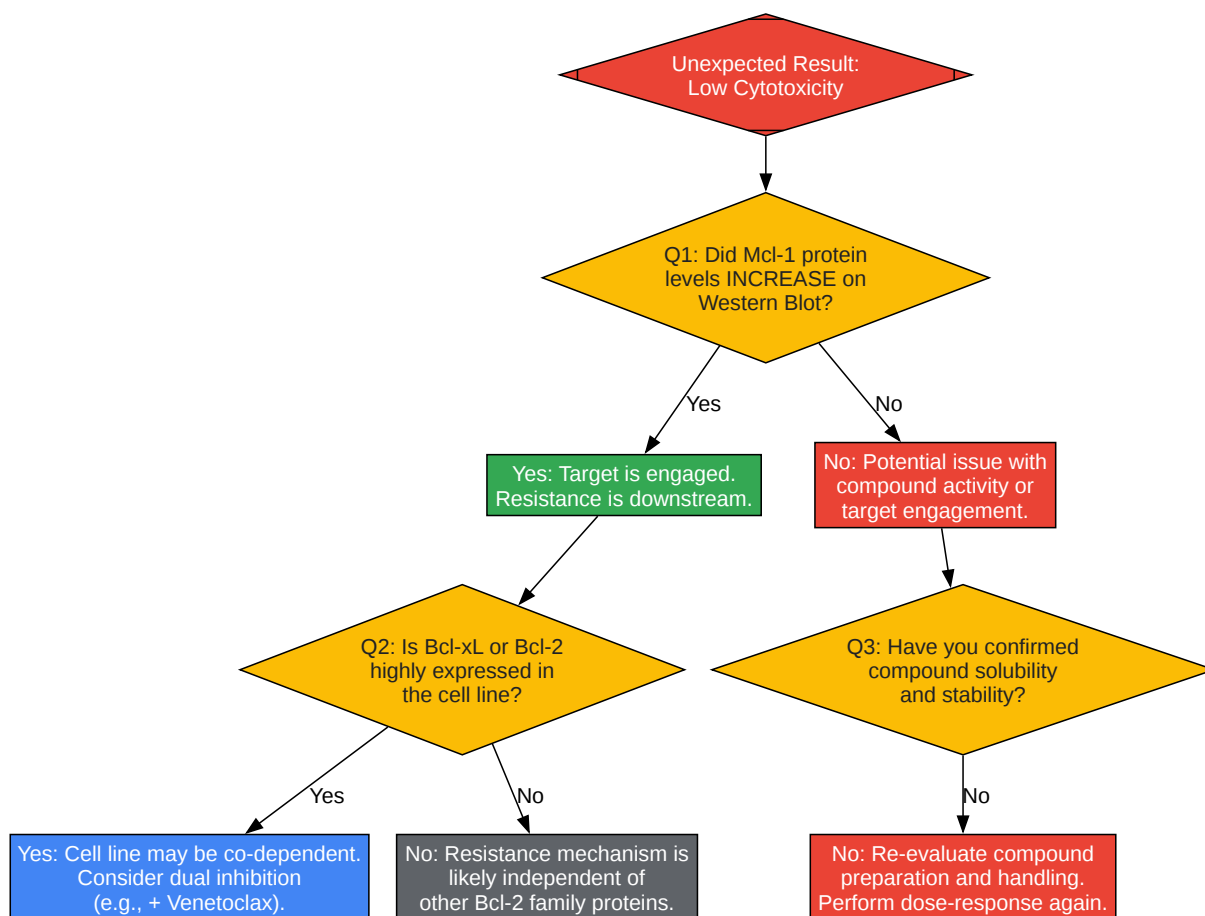 Unexpected Result:
Low Cytotoxicity
Q1: Did Mcl-1 protein
levels INCREASE on
Western Blot?
Yes
No
Yes: Target is engaged.
Resistance is downstream.
No: Potential issue with
compound activity or
target engagement.
Q2: Is Bcl-xL or Bcl-2
highly expressed in
the cell line?
Q3: Have you confirmed
compound solubility
and stability?
Yes
No
No
Yes: Cell line may be co-dependent.
Consider dual inhibition
(e.g., + Venetoclax).
No: Resistance mechanism is
likely independent of
other Bcl-2 family proteins.
No: Re-evaluate compound
preparation and handling.
Perform dose-response again.